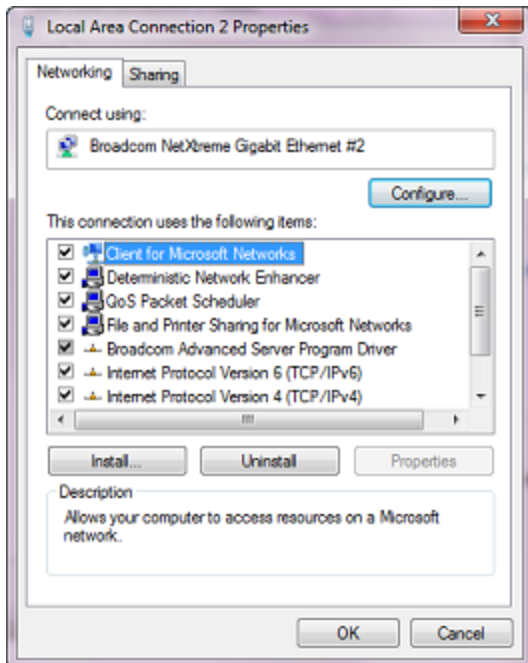 Local Area Connection 2 Properties
Networking
Sharing
Connect using:
Broadcom NetXtreme Gigabit Ethernet #2
Configure...
This connection uses the following items:
Client for Microsoft Networks
Deterministic Network Enhancer
QoS Packet Scheduler
File and Printer Sharing for Microsoft Networks
Broadcom Advanced Server Program Driver
Internet Protocol Version 6 (TCP/IPv6)
Internet Protocol Version 4 (TCP/IPv4)
Install...
Uninstall
Properties
Description
Allows your computer to access resources on a Microsoft
network.
OK
Cancel